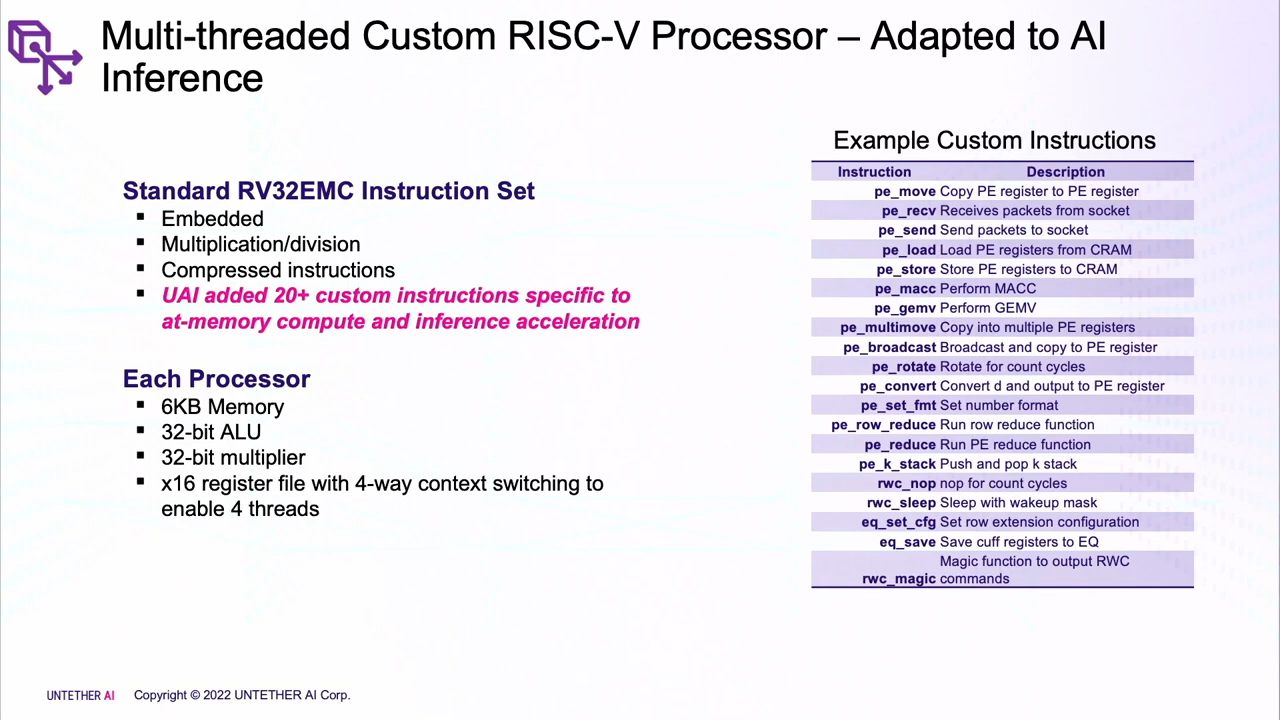 Multi-threaded Custom RISC-V Processor – Adapted to AI
Inference
Standard RV32EMC Instruction Set
▪ Embedded
▪ Multiplication/division
▪ Compressed instructions
▪ UAI added 20+ custom instructions specific to
at-memory compute and inference acceleration
Each Processor
▪ 6KB Memory
▪ 32-bit ALU
▪ 32-bit multiplier
▪ x16 register file with 4-way context switching to
enable 4 threads
Example Custom Instructions
Instruction Description
pe_move Copy PE register to PE register
pe_recv Receives packets from socket
pe_send Send packets to socket
pe_load Load PE registers from CRAM
pe_store Store PE registers to CRAM
pe_macc Perform MACC
pe_gemv Perform GEMV
pe_multimove Copy into multiple PE registers
pe_broadcast Broadcast and copy to PE register
pe_rotate Rotate for count cycles
pe_convert Convert d and output to PE register
pe_set_fmt Set number format
pe_row_reduce Run row reduce function
pe_reduce Run PE reduce function
pe_k_stack Push and pop k stack
rwc_nop nop for count cycles
rwc_sleep Sleep with wakeup mask
eq_set_cfg Set row extension configuration
eq_save Save cuff registers to EQ
Magic function to output RWC
rwc_magic commands
UNTETHER AI Copyright © 2022 UNTETHER AI Corp.